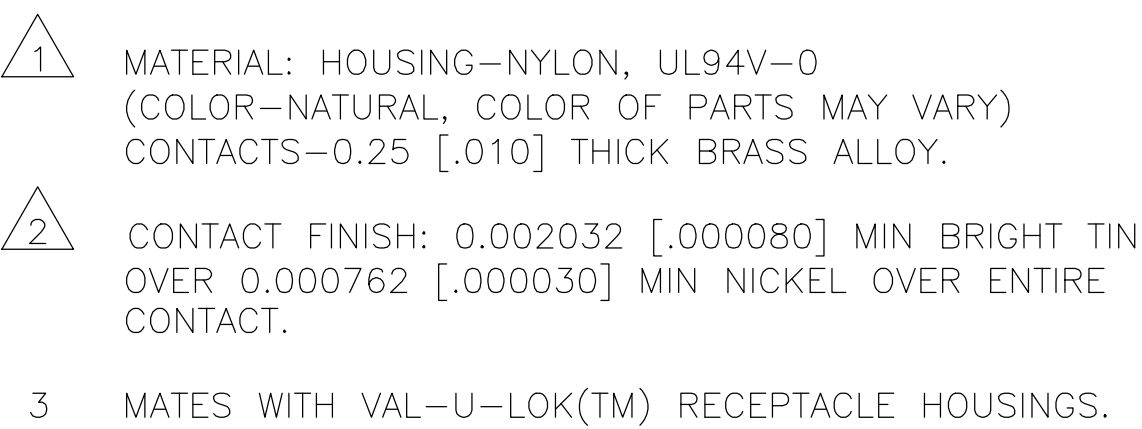 1 MATERIAL: HOUSING-NYLON, UL94V-0
(COLOR-NATURAL, COLOR OF PARTS MAY VARY)
CONTACTS-0.25 [.010] THICK BRASS ALLOY.
2 CONTACT FINISH: 0.002032 [.000080] MIN BRIGHT TIN
OVER 0.000762 [.000030] MIN NICKEL OVER ENTIRE
CONTACT.
3 MATES WITH VAL-U-LOK(TM) RECEPTACLE HOUSINGS.